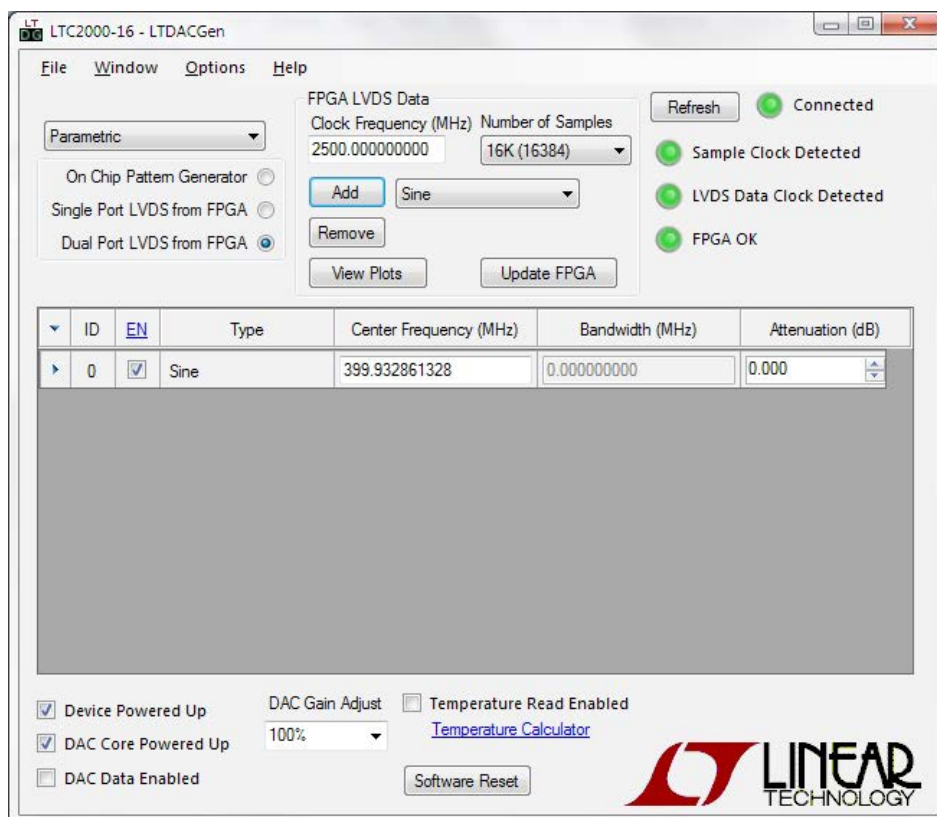 LT
DG
LTC2000-16 - LTDACGen
File Window Options Help
Parametric
On Chip Pattern Generator
Single Port LVDS from FPGA
Dual Port LVDS from FPGA
FPGA LVDS Data
Clock Frequency (MHz) Number of Samples
2500.000000000 16K (16384)
Add Sine
Remove
View Plots Update FPGA
Refresh Connected
Sample Clock Detected
LVDS Data Clock Detected
FPGA OK
ID EN Type Center Frequency (MHz) Bandwidth (MHz) Attenuation (dB)
0 Sine 399.932861328 0.000000000 0.000
Device Powered Up
DAC Core Powered Up
DAC Data Enabled
DAC Gain Adjust
100%
Temperature Read Enabled
Temperature Calculator
Software Reset
LINEAR
TECHNOLOGY